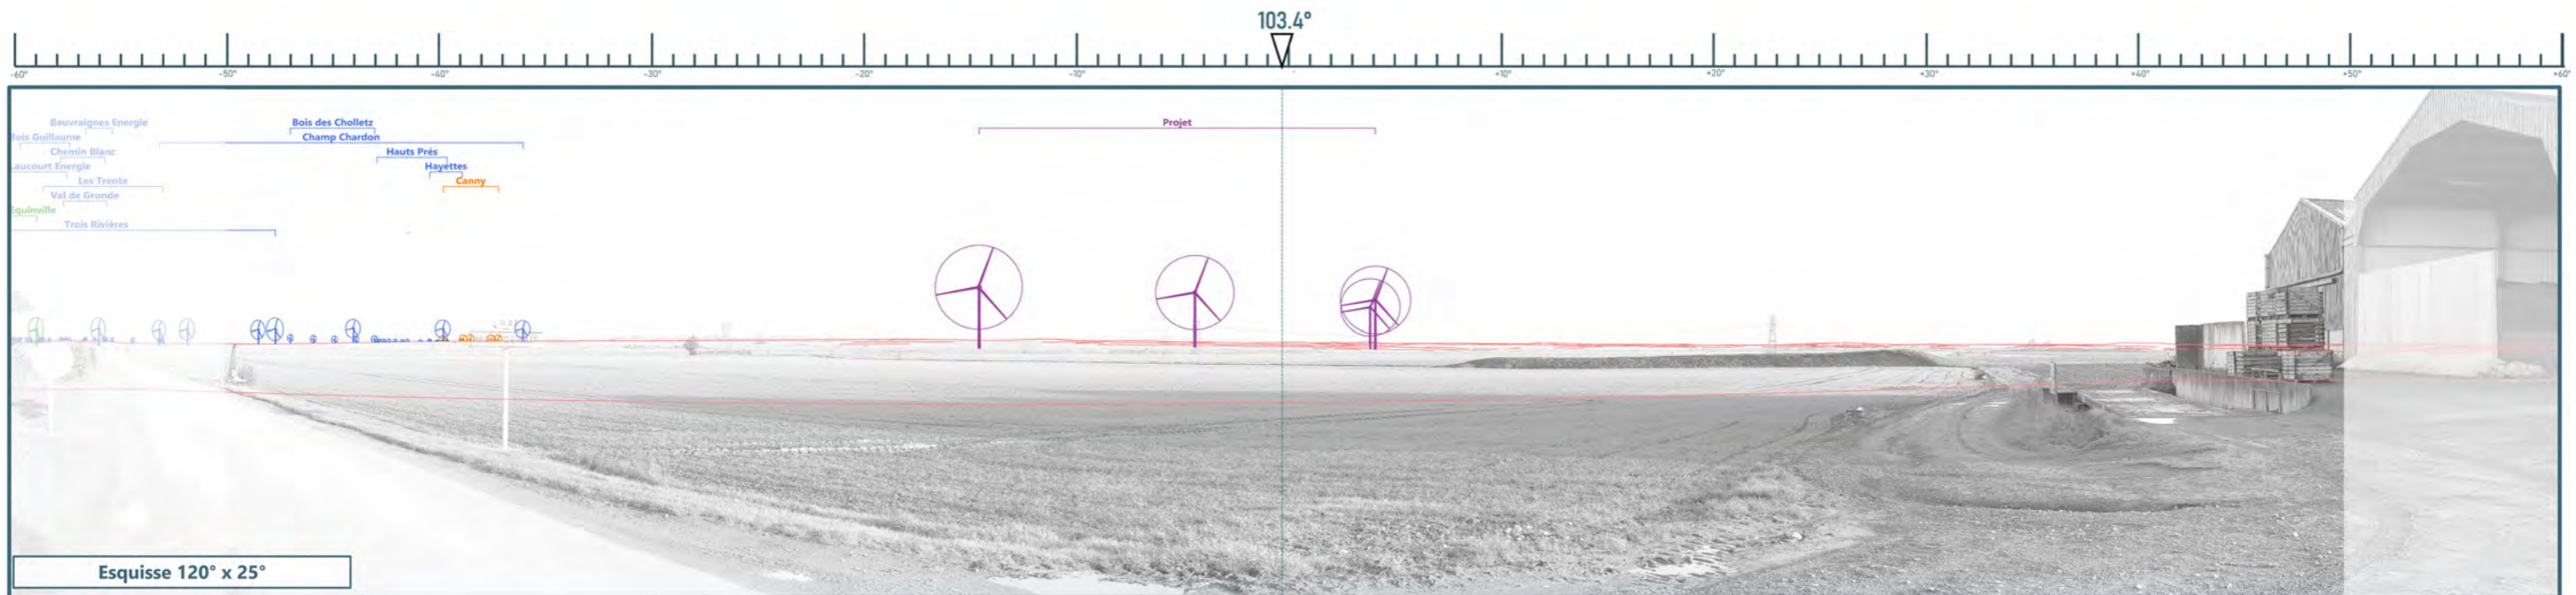 103.4°
-60° -50° -40° -30° -20° -10° +10° +20° +30° +40° +50° +60°
Beuvraignes Energie
Bois des Cholletz
Projet
Bois Guillaume
Champ Chardon
Chemin Blanc
Hauts Prés
Laucourt Energie
Hayettes
Les Trente
Canny
Val de Gronde
Equinville
Trois Rivières
Esquisse 120° x 25°